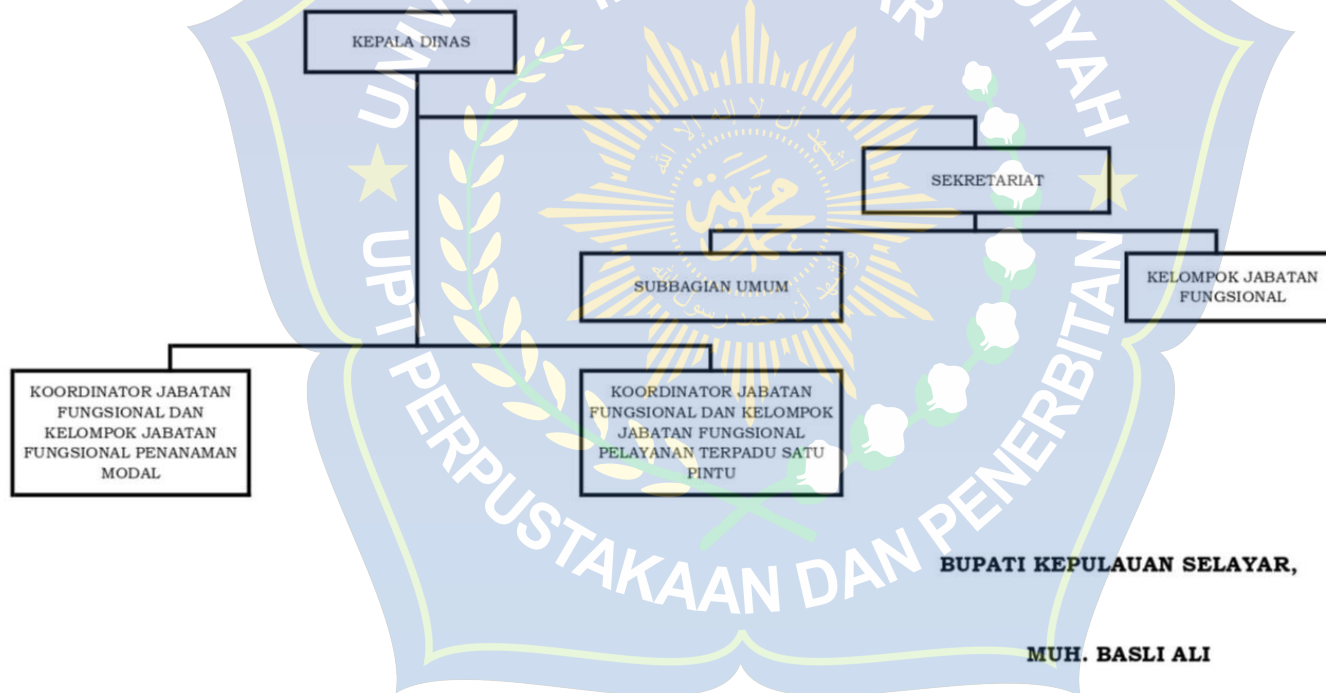 KEPALA DINAS
SEKRETARIAT
SUBBAGIAN UMUM
KELOMPOK JABATAN
FUNGSIONAL
KOORDINATOR JABATAN
FUNGSIONAL DAN
KELOMPOK JABATAN
FUNGSIONAL PENANAMAN
MODAL
KOORDINATOR JABATAN
FUNGSIONAL DAN KELOMPOK
JABATAN FUNGSIONAL
PELAYANAN TERPADU SATU
PINTU
BUPATI KEPULAUAN SELAYAR,
MUH. BASLI ALI
UPT PERPUSTAKAAN DAN PENERBITAN